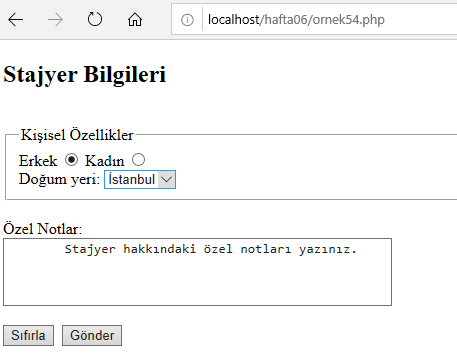 localhost/hafta06/ornek54.php
Stajyer Bilgileri
Kişisel Özellikler
Erkek Kadın
Doğum yeri: İstanbul
Özel Notlar:
Stajyer hakkındaki özel notları yazınız.
Sıfırla Gönder